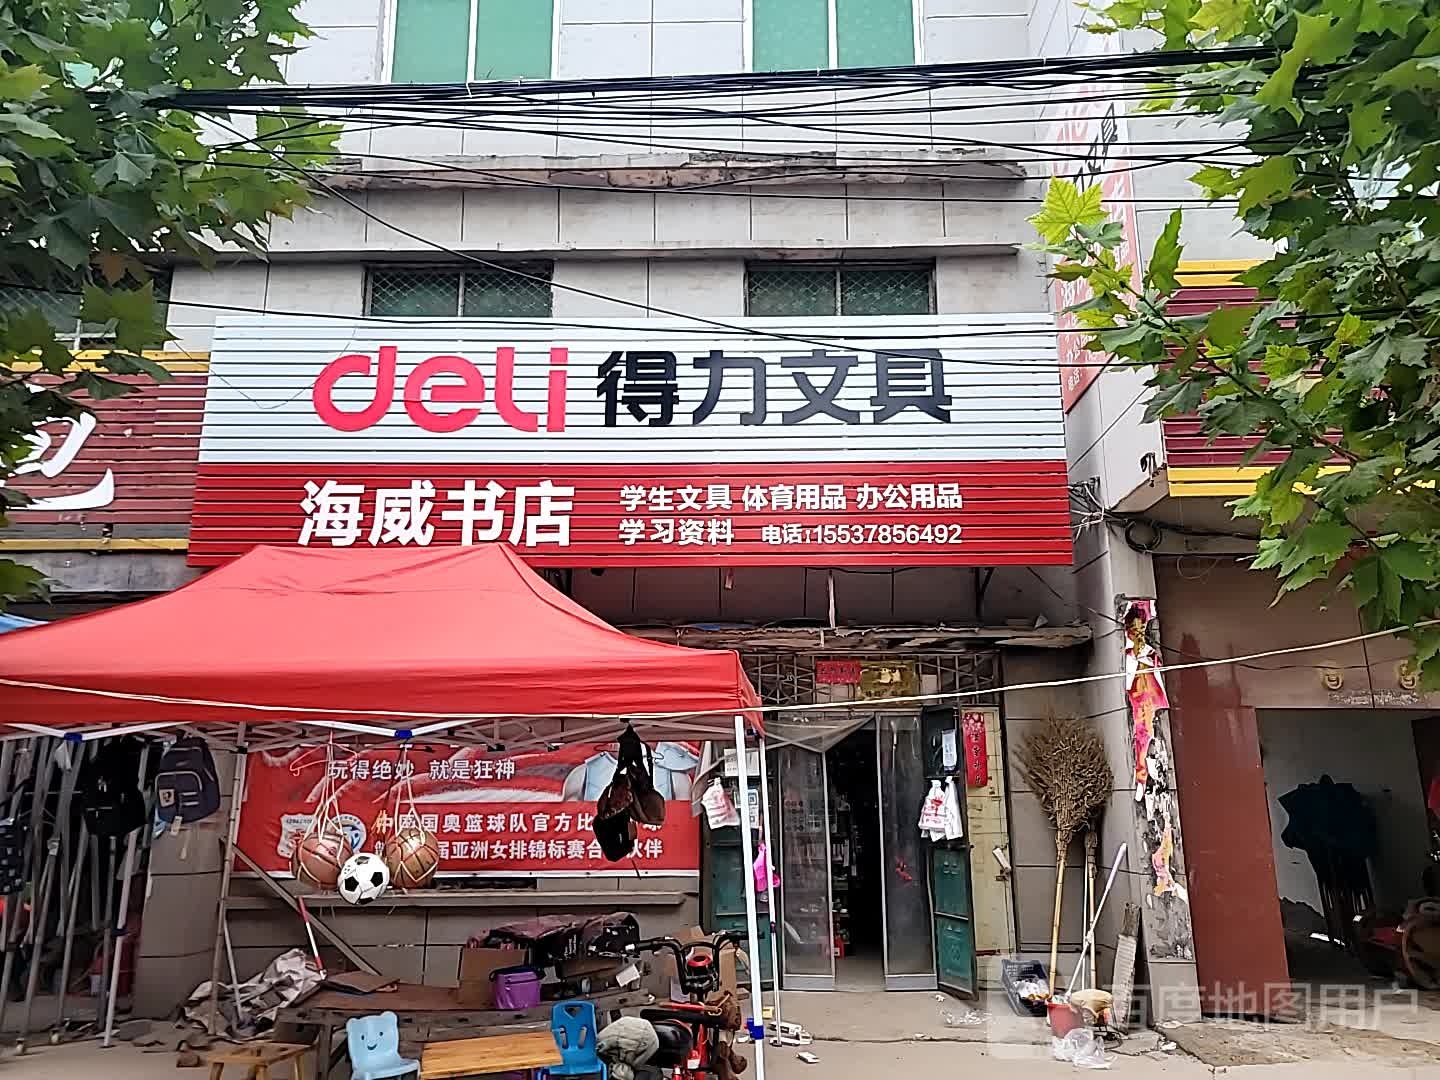 deli 得力文具
海威书店
学生文具 体育用品 办公用品
学习资料 电话:15537856492
玩得绝妙 就是狂神
中国国奥篮球队官方比
届亚洲女排锦标赛合 伙伴
百度地图用户